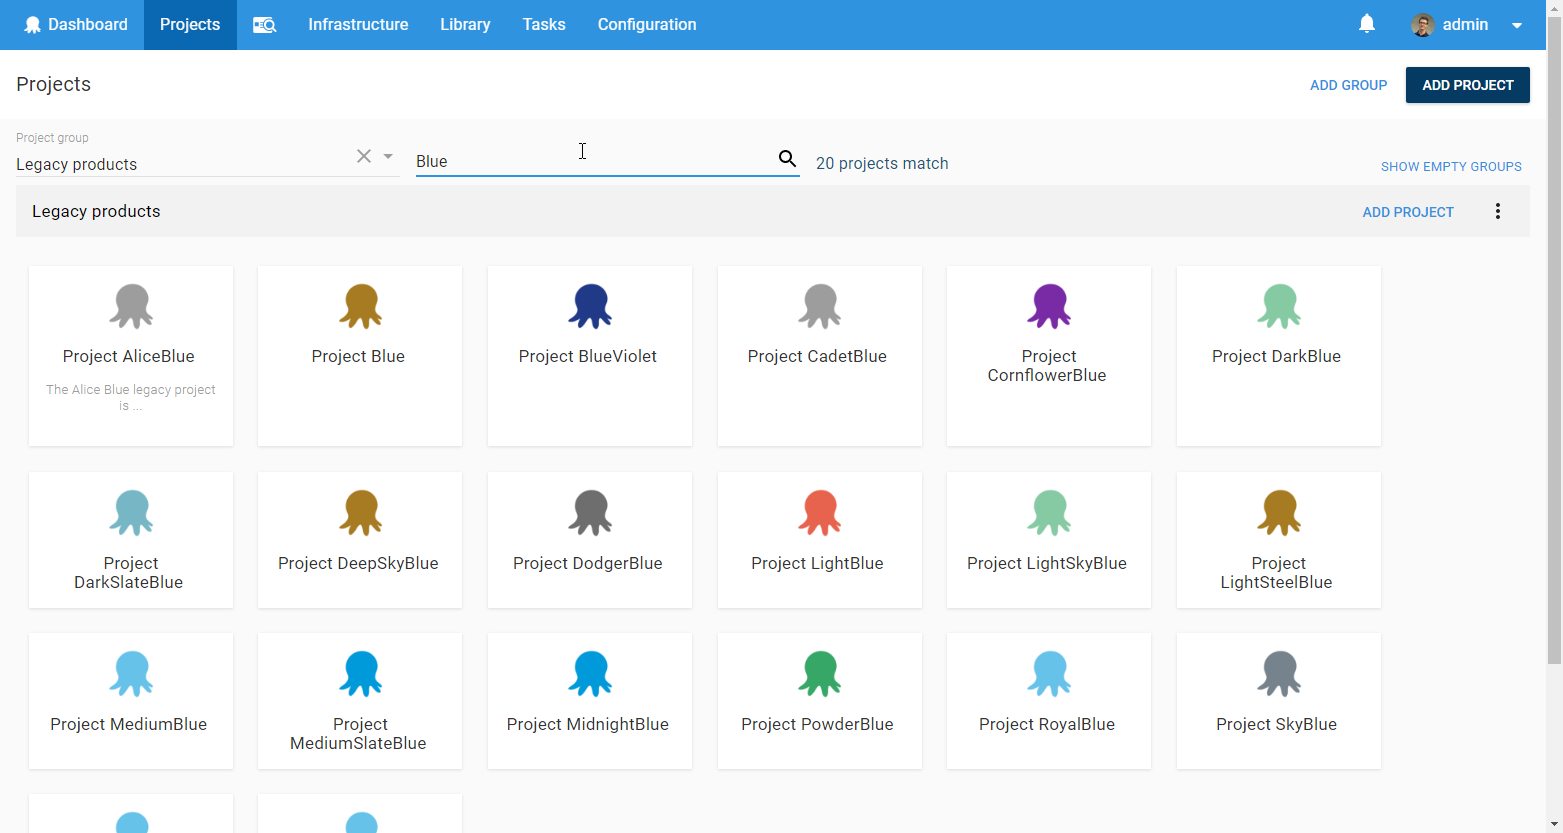 Dashboard Projects Infrastructure Library Tasks Configuration admin
Projects
ADD GROUP ADD PROJECT
Project group
Legacy products
Blue
20 projects match
SHOW EMPTY GROUPS
Legacy products
ADD PROJECT
Project AliceBlue
The Alice Blue legacy project
is ...
Project Blue
Project BlueViolet
Project CadetBlue
Project
CornflowerBlue
Project DarkBlue
Project
DarkSlateBlue
Project DeepSkyBlue
Project DodgerBlue
Project LightBlue
Project LightSkyBlue
Project
LightSteelBlue
Project MediumBlue
Project
MediumSlateBlue
Project MidnightBlue
Project PowderBlue
Project RoyalBlue
Project SkyBlue